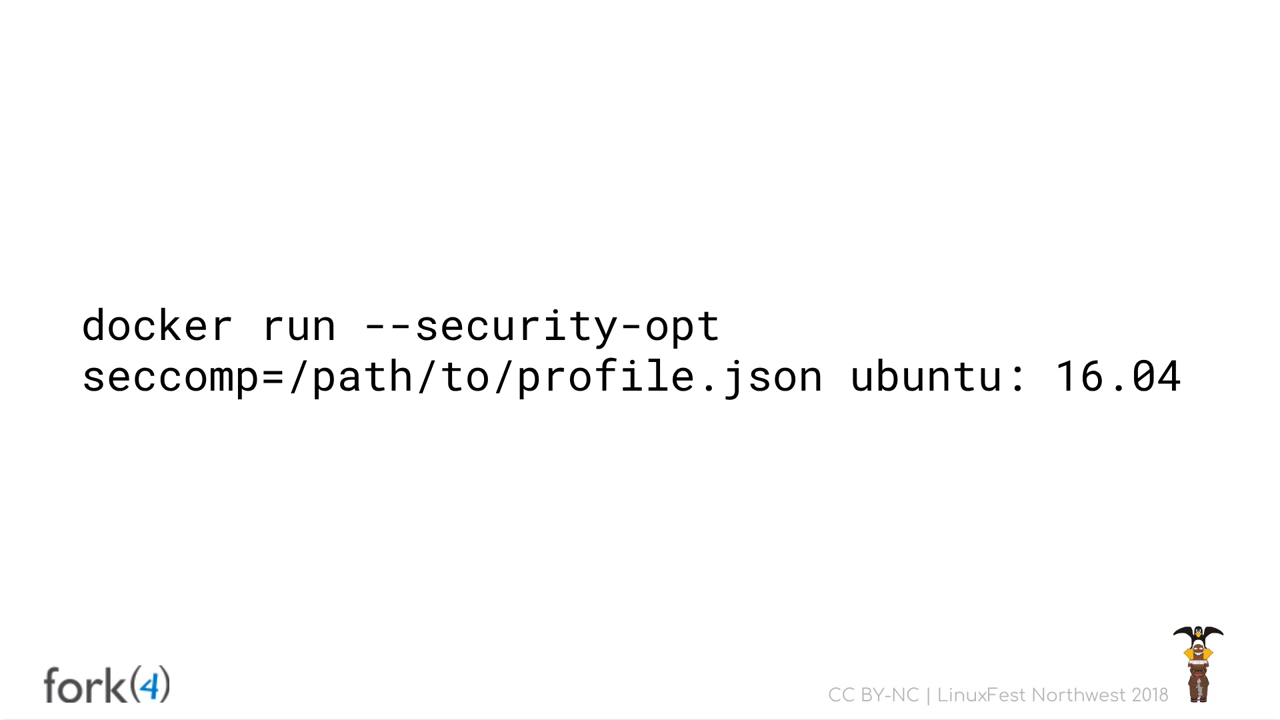 docker run --security-opt
seccomp=/path/to/profile.json ubuntu: 16.04
fork(4)
CC BY-NC | LinuxFest Northwest 2018